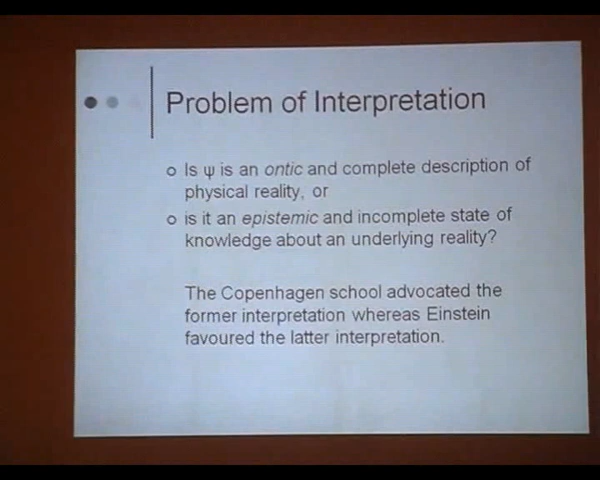 Problem of Interpretation
o Is ψ is an ontic and complete description of
physical reality, or
o is it an epistemic and incomplete state of
knowledge about an underlying reality?
The Copenhagen school advocated the
former interpretation whereas Einstein
favoured the latter interpretation.